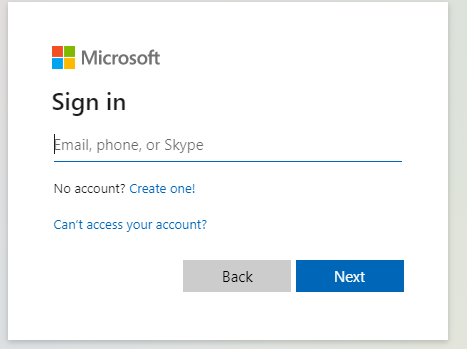 Microsoft
Sign in
Email, phone, or Skype
No account? Create one!
Can't access your account?
Back
Next